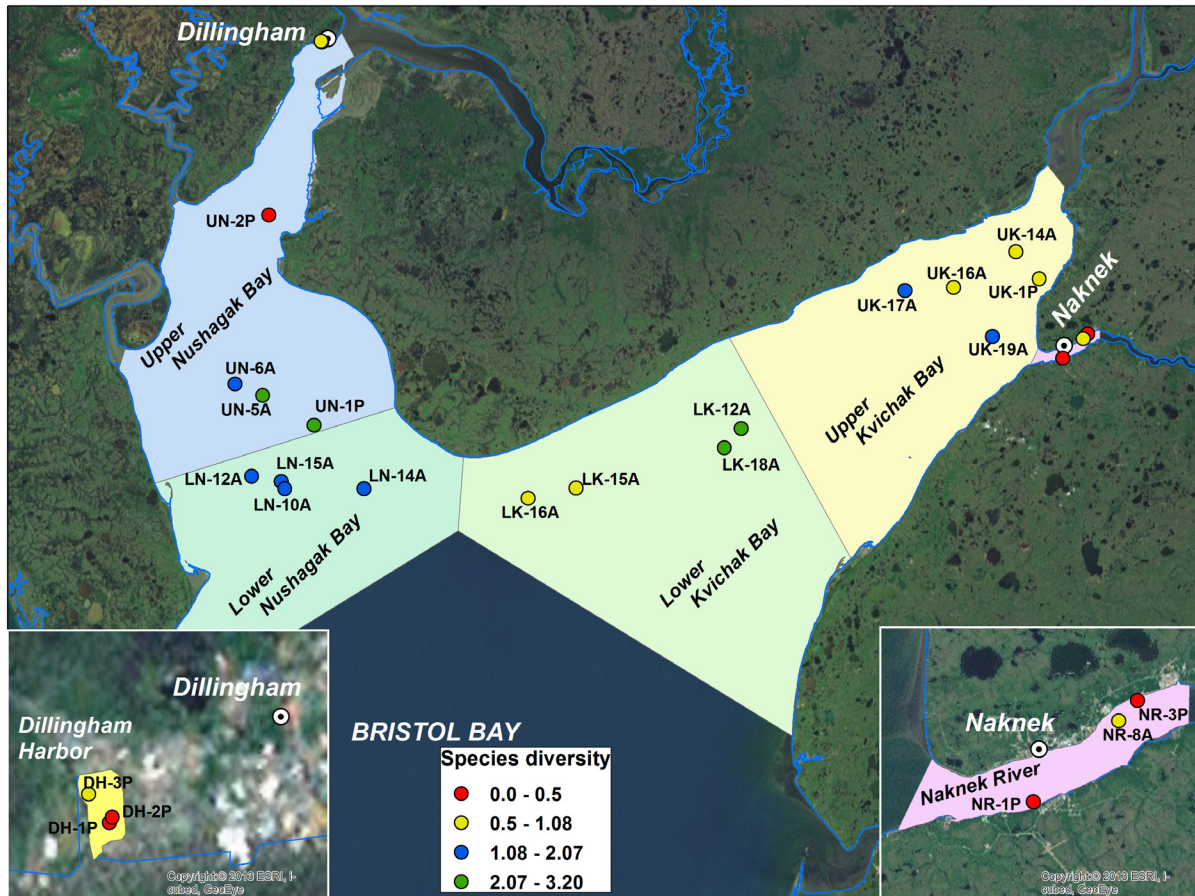 Dillingham
UN-2P
Upper
Nushagak Bay
UN-6A
UN-5A
UN-1P
LN-12A
LN-15A
LN-10A
LN-14A
Lower
Nushagak Bay
LK-16A
LK-15A
LK-12A
LK-18A
Lower
Kvichak Bay
UK-14A
UK-16A
UK-1P
UK-17A
UK-19A
Naknek
Upper
Kvichak Bay
Dillingham
Dillingham
Harbor
DH-3P
DH-2P
DH-1P
Copyright:© 2013 ESRI, i-
cubed, GeoEye
BRISTOL BAY
Species diversity
0.0 - 0.5
0.5 - 1.08
1.08 - 2.07
2.07 - 3.20
Naknek
NR-3P
NR-8A
Naknek River
NR-1P
Copyright:© 2013 ESRI, i-
cubed, GeoEye